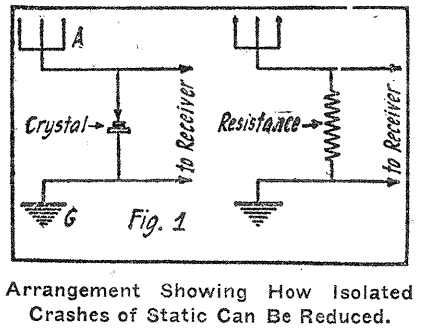 A
Crystal
to Receiver
G
Fig. 1
Resistance
to Receiver
Arrangement Showing How Isolated
Crashes of Static Can Be Reduced.